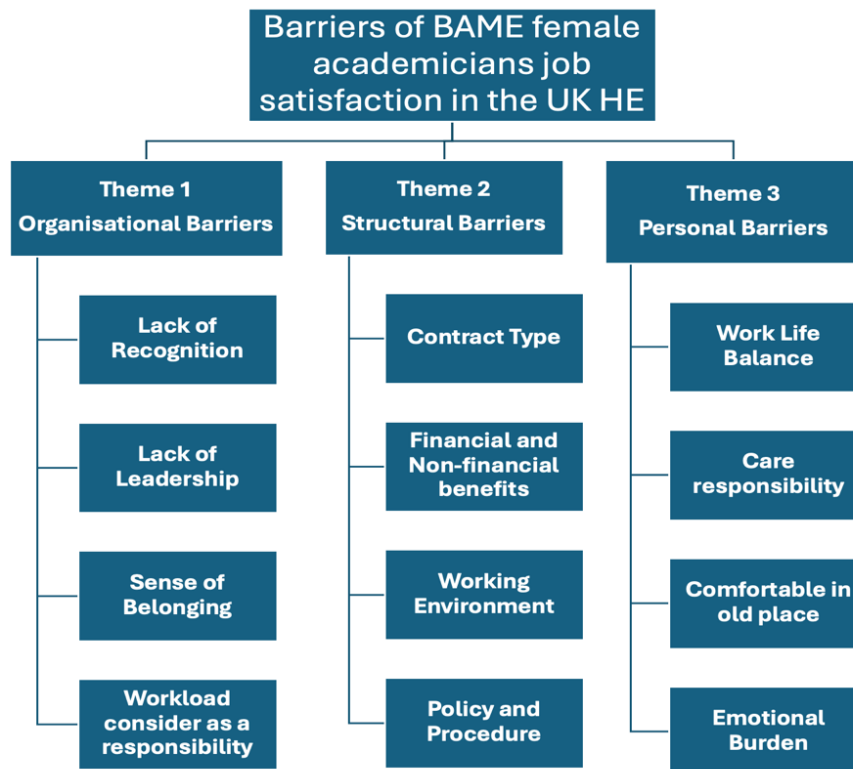 Barriers of BAME female
academicians job
satisfaction in the UK HE
Theme 1
Organisational Barriers
Lack of
Recognition
Lack of
Leadership
Sense of
Belonging
Workload
consider as a
responsibility
Theme 2
Structural Barriers
Contract Type
Financial and
Non-financial
benefits
Working
Environment
Policy and
Procedure
Theme 3
Personal Barriers
Work Life
Balance
Care
responsibility
Comfortable in
old place
Emotional
Burden